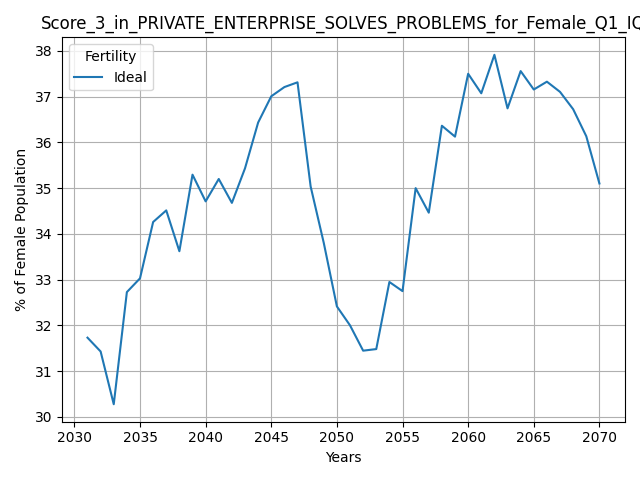 Score_3_in_PRIVATE_ENTERPRISE_SOLVES_PROBLEMS_for_Female_Q1_IQ
Fertility
Ideal
% of Female Population
38
37
36
35
34
33
32
31
30
2030 2035 2040 2045 2050 2055 2060 2065 2070
Years